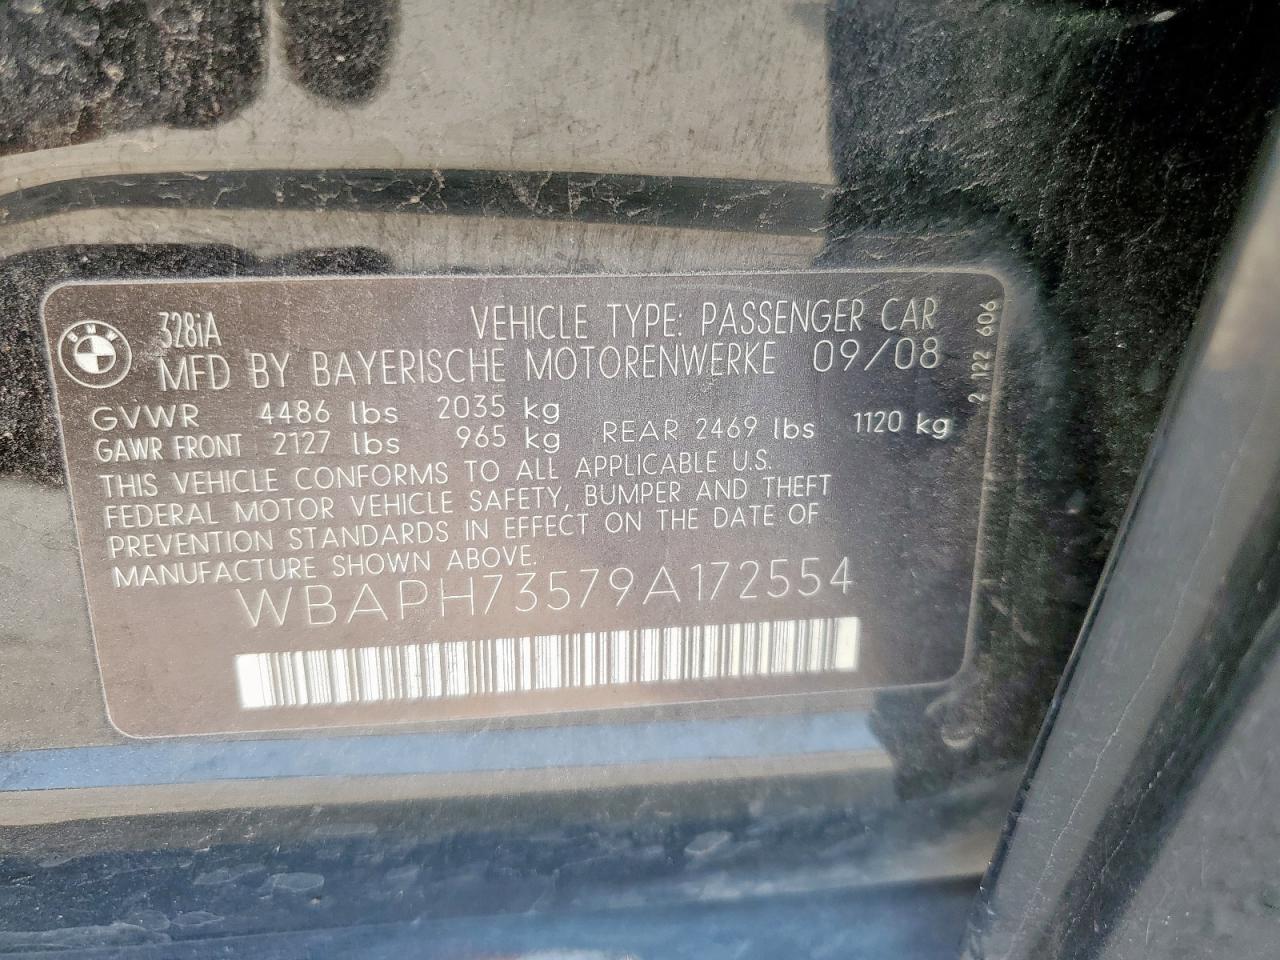 BMW
328iA VEHICLE TYPE: PASSENGER CAR
MFD BY BAYERISCHE MOTORENWERKE 09/08
GVWR 4486 lbs 2035 kg
GAWR FRONT 2127 lbs 965 kg REAR 2469 lbs 1120 kg
THIS VEHICLE CONFORMS TO ALL APPLICABLE U.S.
FEDERAL MOTOR VEHICLE SAFETY, BUMPER AND THEFT
PREVENTION STANDARDS IN EFFECT ON THE DATE OF
MANUFACTURE SHOWN ABOVE.
WBAPH73579A172554
2 122 606